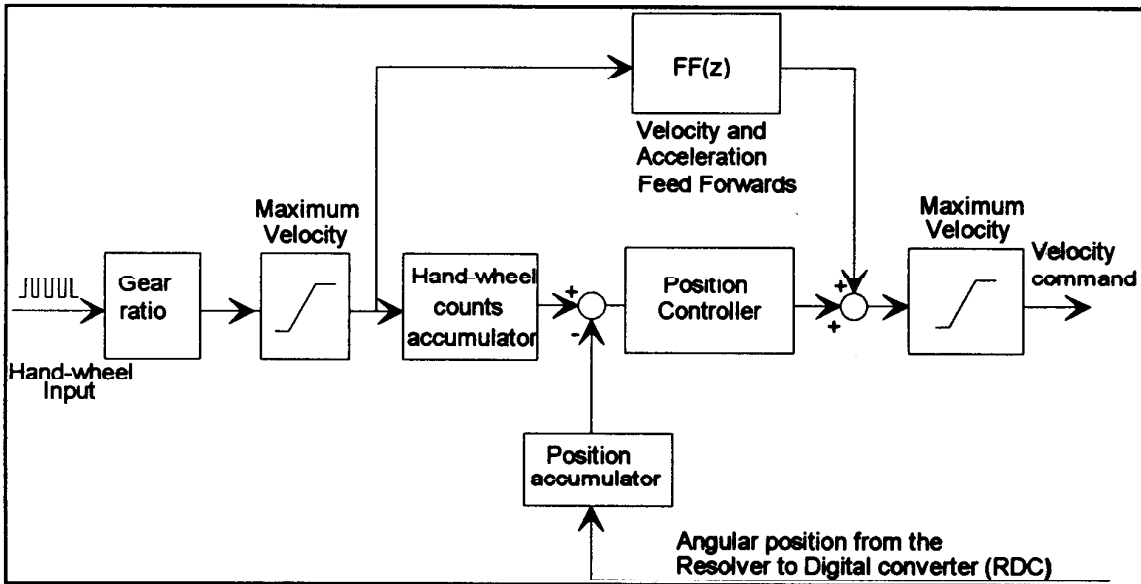 FF(z)
Velocity and
Acceleration
Feed Forwards
Maximum
Velocity
Maximum
Velocity
Velocity
command
Gear
ratio
Hand-wheel
counts
accumulator
+
-
Position
Controller
+
+
Hand-wheel
Input
Position
accumulator
Angular position from the
Resolver to Digital converter (RDC)